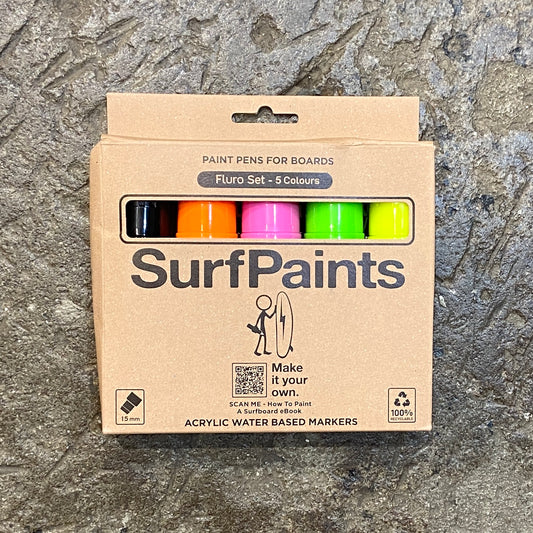 PAINT PENS FOR BOARDS
Fluro Set - 5 Colours
SurfPaints
Make
it your
own.
SCAN ME - How To Paint
A Surfboard eBook
15 mm
100%
RECYCLABLE
ACRYLIC WATER BASED MARKERS